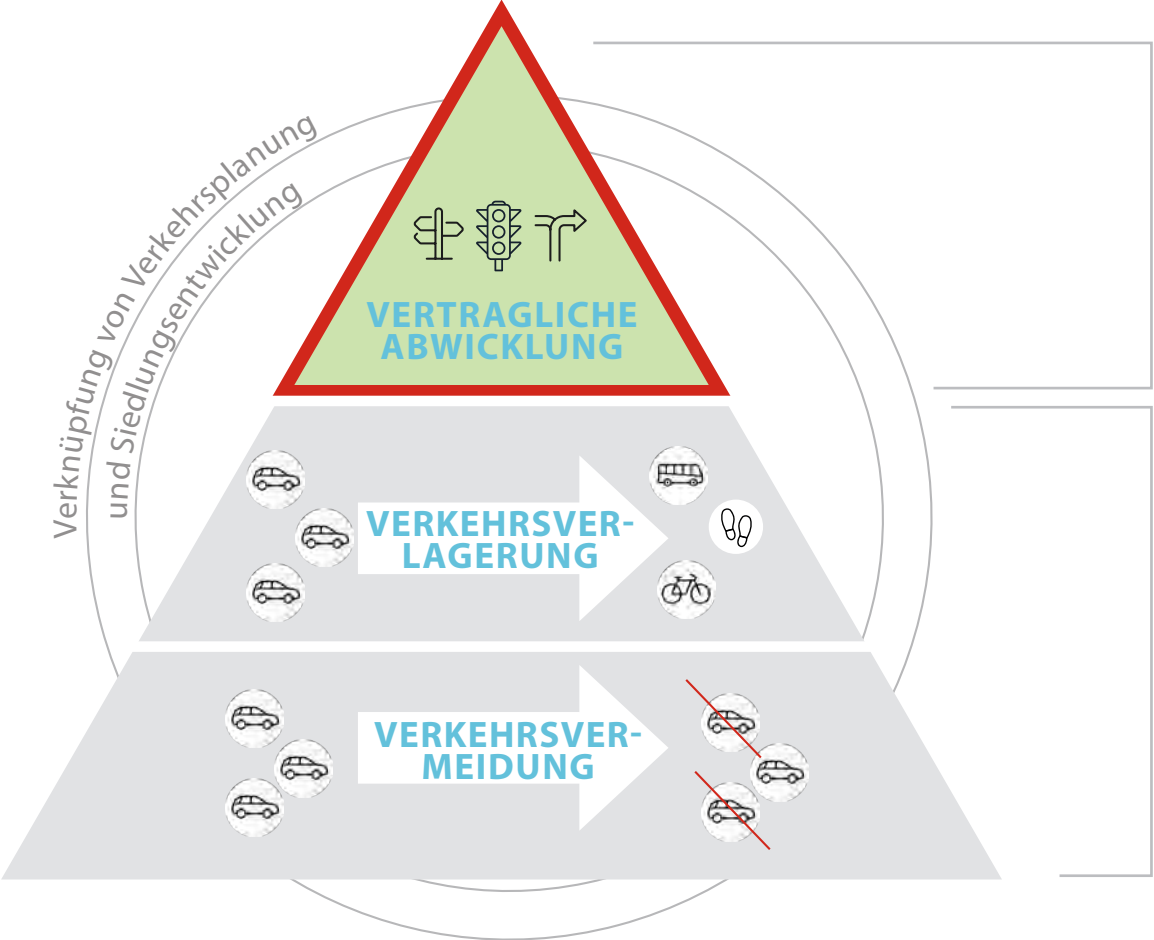 Verknüpfung von Verkehrsplanung
und Siedlungsentwicklung
VERTRAGLICHE
ABWICKLUNG
VERKEHRSVER-
LAGERUNG
VERKEHRSVER-
MEIDUNG